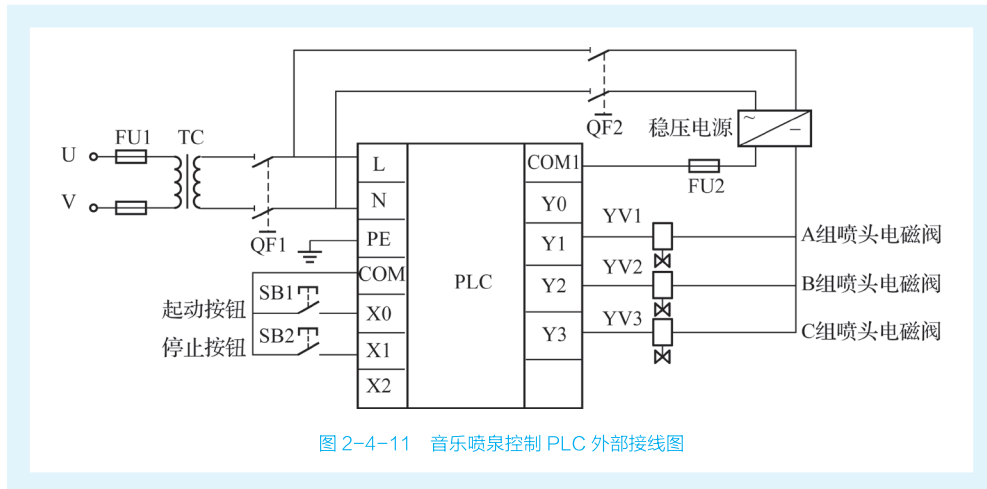 FU1 TC
U
V
QF1
QF2
稳压电源
~
−
FU2
L
N
PE
COM
X0
X1
X2
PLC
COM1
Y0
Y1
Y2
Y3
SB1
起动按钮
SB2
停止按钮
YV1
A组喷头电磁阀
YV2
B组喷头电磁阀
YV3
C组喷头电磁阀
图 2-4-11 音乐喷泉控制 PLC 外部接线图